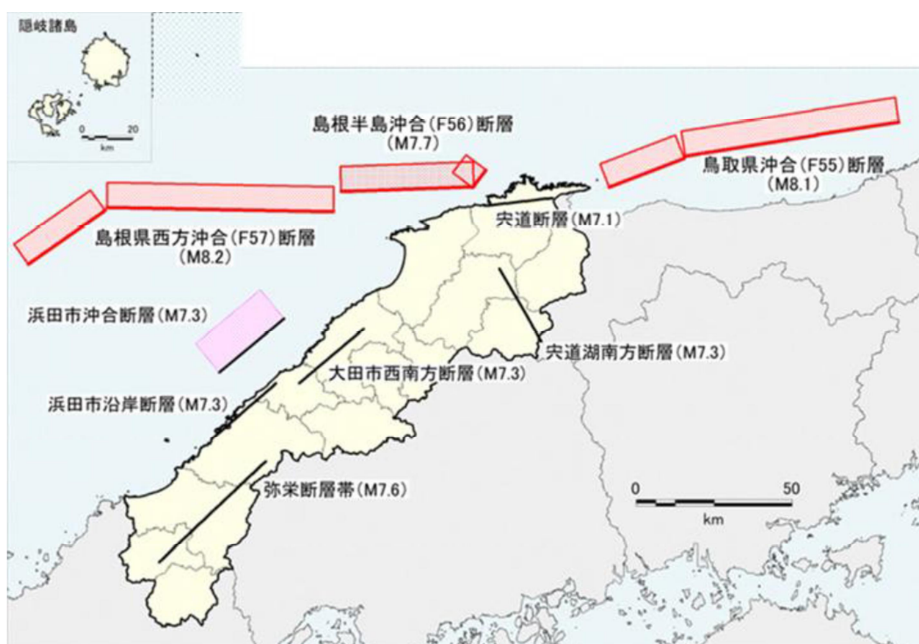 隠岐諸島
0 20
km
島根半島沖合(F56)断層
(M7.7)
鳥取県沖合(F55)断層
(M8.1)
宍道断層(M7.1)
島根県西方沖合(F57)断層
(M8.2)
浜田市沖合断層(M7.3)
宍道湖南方断層(M7.3)
大田市西南方断層(M7.3)
浜田市沿岸断層(M7.3)
弥栄断層帯(M7.6)
0 50
km